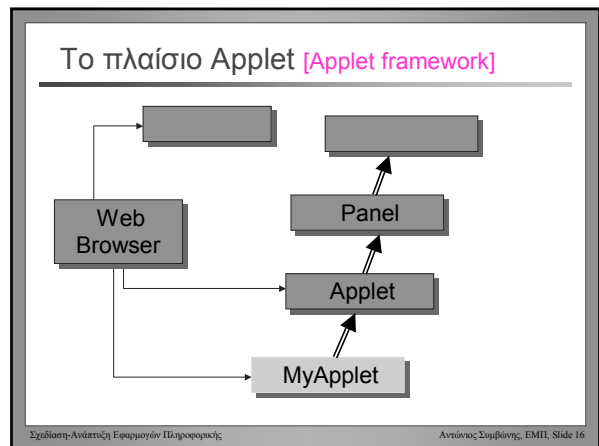 Το πλαίσιο Applet [Applet framework]
Web
Browser
Panel
Applet
MyApplet
Σχεδίαση-Ανάπτυξη Εφαρμογών Πληροφορικής
Αντώνιος Συμβώνης, ΕΜΠ, Slide 16